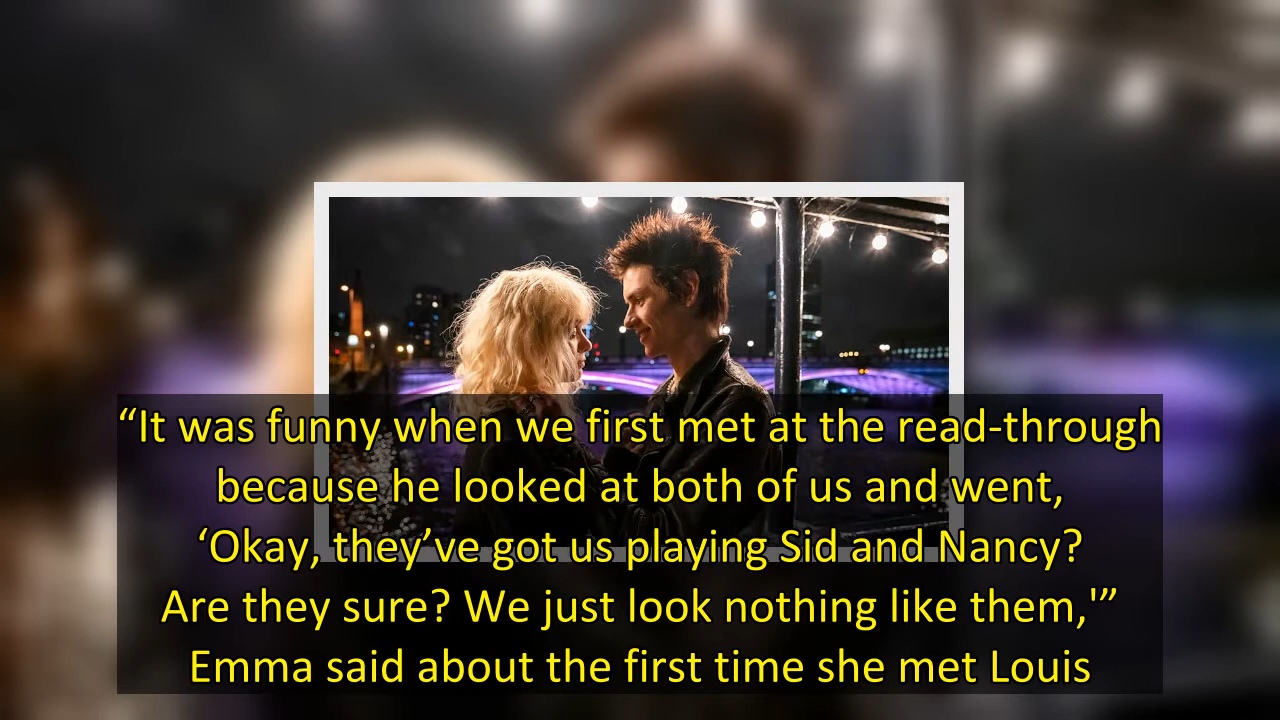 “It was funny when we first met at the read-through
because he looked at both of us and went,
‘Okay, they’ve got us playing Sid and Nancy?
Are they sure? We just look nothing like them,'”
Emma said about the first time she met Louis